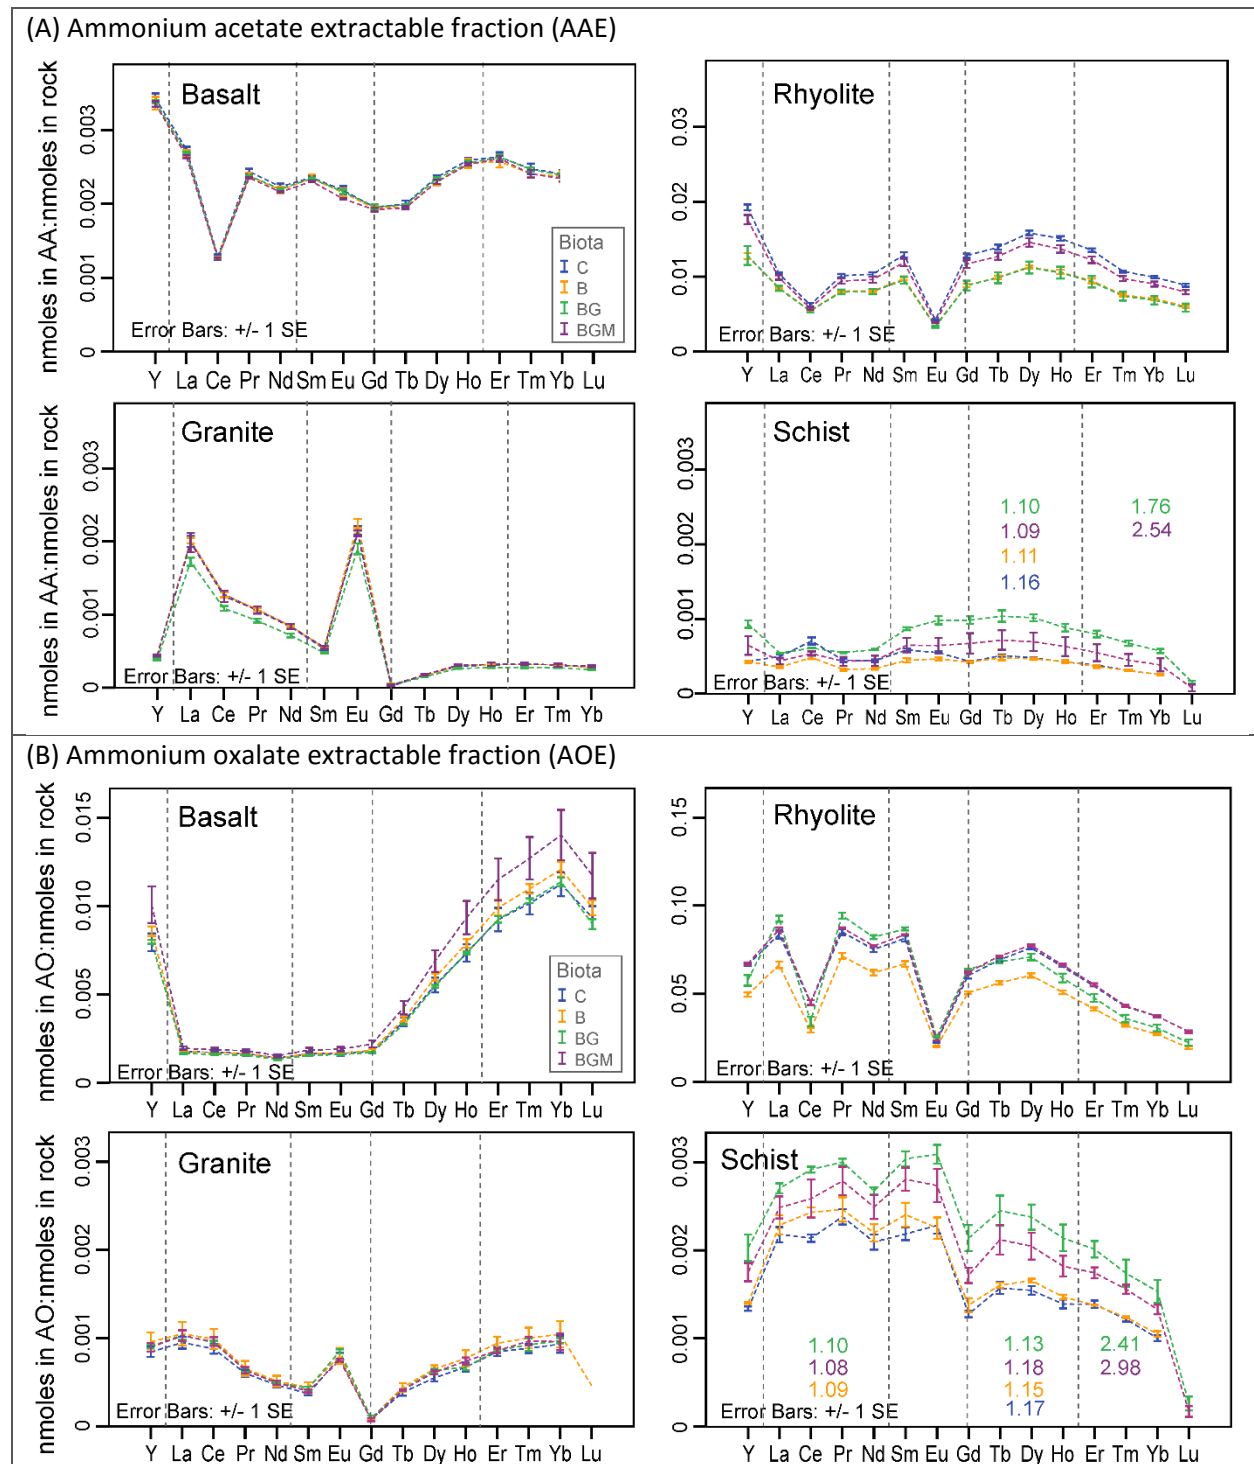 (A) Ammonium acetate extractable fraction (AAE)
nmoles in AA:nmoles in rock
0.003
0.002
0.001
0
Basalt
Biota
C
B
BG
BGM
Error Bars: +/- 1 SE
Y La Ce Pr Nd Sm Eu Gd Tb Dy Ho Er Tm Yb Lu
0.03
0.02
0.01
0
Rhyolite
Error Bars: +/- 1 SE
Y La Ce Pr Nd Sm Eu Gd Tb Dy Ho Er Tm Yb Lu
nmoles in AA:nmoles in rock
0.003
0.002
0.001
0
Granite
Error Bars: +/- 1 SE
Y La Ce Pr Nd Sm Eu Gd Tb Dy Ho Er Tm Yb
0.003
0.002
0.001
0
Schist
1.10 1.76
1.09 2.54
1.11
1.16
Error Bars: +/- 1 SE
Y La Ce Pr Nd Sm Eu Gd Tb Dy Ho Er Tm Yb Lu
(B) Ammonium oxalate extractable fraction (AOE)
nmoles in AO:nmoles in rock
0.015
0.010
0.005
0
Basalt
Biota
C
B
BG
BGM
Error Bars: +/- 1 SE
Y La Ce Pr Nd Sm Eu Gd Tb Dy Ho Er Tm Yb Lu
0.15
0.10
0.05
0
Rhyolite
Error Bars: +/- 1 SE
Y La Ce Pr Nd Sm Eu Gd Tb Dy Ho Er Tm Yb Lu
nmoles in AO:nmoles in rock
0.003
0.002
0.001
0
Granite
Error Bars: +/- 1 SE
Y La Ce Pr Nd Sm Eu Gd Tb Dy Ho Er Tm Yb Lu
0.003
0.002
0.001
0
Schist
1.10 1.13 2.41
1.08 1.18 2.98
1.09 1.15
1.17
Error Bars: +/- 1 SE
Y La Ce Pr Nd Sm Eu Gd Tb Dy Ho Er Tm Yb Lu